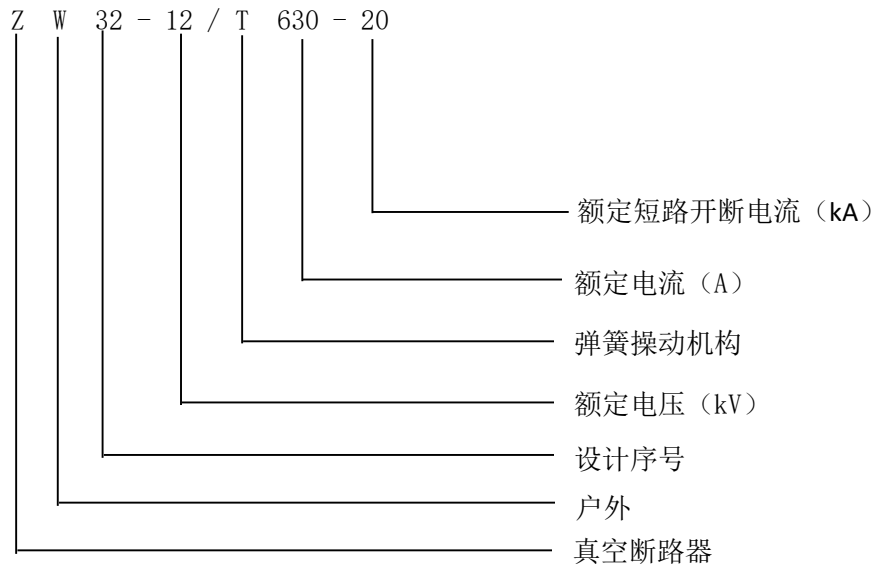 Z W 32 - 12 / T 630 - 20
额定短路开断电流（kA）
额定电流（A）
弹簧操动机构
额定电压（kV）
设计序号
户外
真空断路器